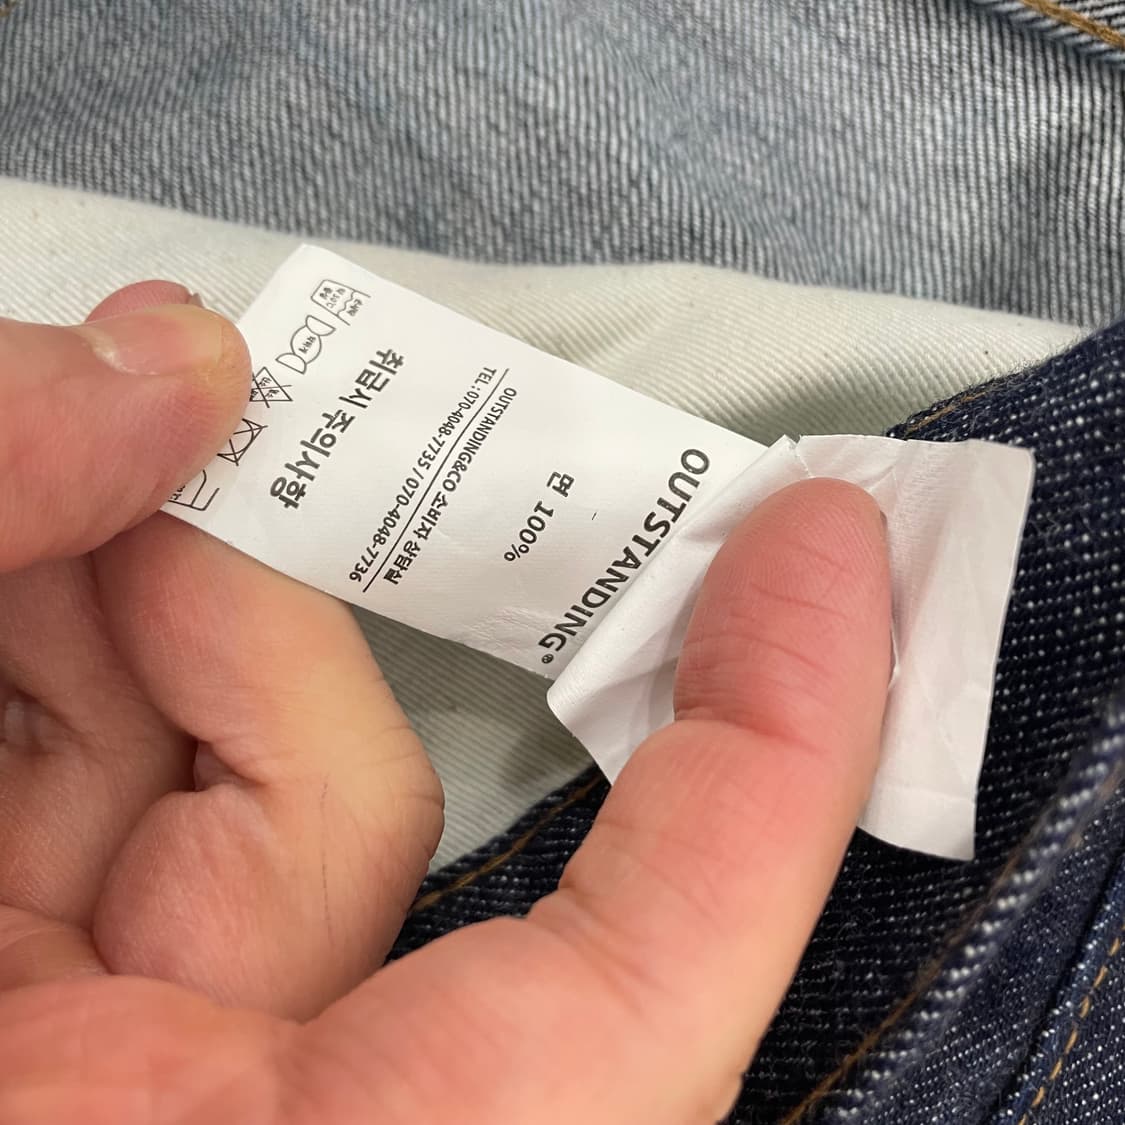 OUTSTANDING®
면 100%
OUTSTANDING&CO 소비자 상담실
TEL : 070-4048-7735 / 070-4048-7736
취급시 주의사항